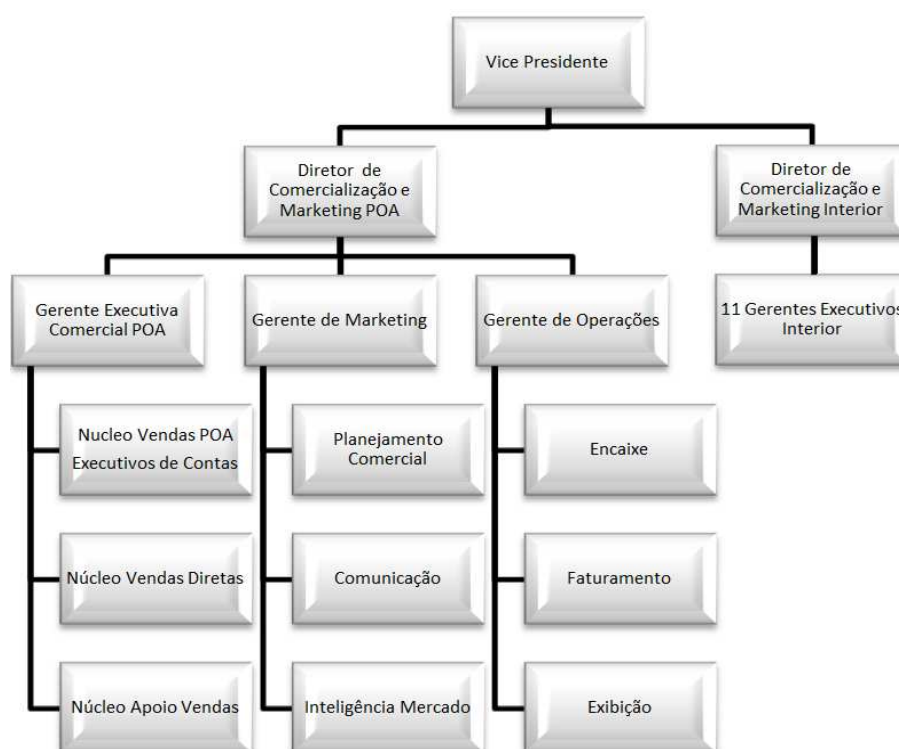 Vice Presidente
Diretor de
Comercialização e
Marketing POA
Diretor de
Comercialização e
Marketing Interior
Gerente Executiva
Comercial POA
Gerente de Marketing
Gerente de Operações
11 Gerentes Executivos
Interior
Nucleo Vendas POA
Executivos de Contas
Planejamento
Comercial
Encaixe
Núcleo Vendas Diretas
Comunicação
Faturamento
Núcleo Apoio Vendas
Inteligência Mercado
Exibição